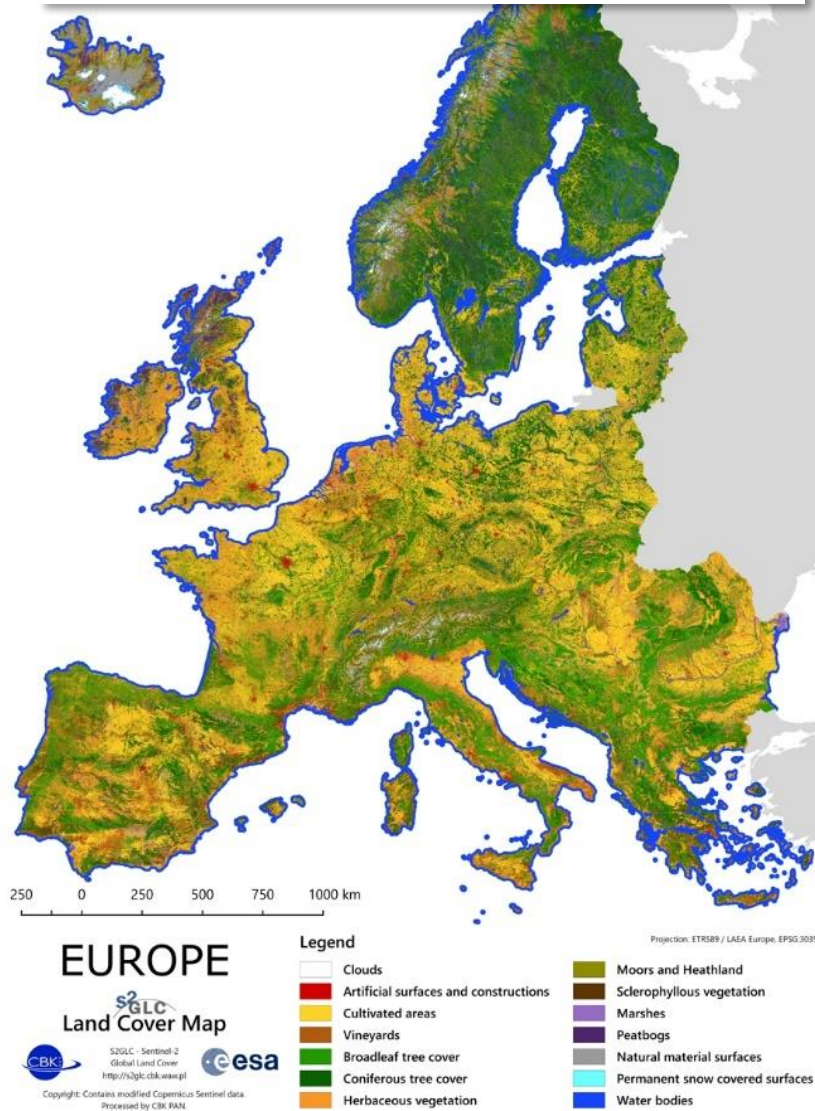 250 0 250 500 750 1000 km
Projection: ETRS89 / LAEA Europe, EPSG:3035
EUROPE
S2GLC
Land Cover Map
CBK
S2GLC - Sentinel-2
Global Land Cover
http://s2glc.cbk.waw.pl
esa
Copyright: Contains modified Copernicus Sentinel data.
Processed by CBK PAN.
Legend
Clouds
Artificial surfaces and constructions
Cultivated areas
Vineyards
Broadleaf tree cover
Coniferous tree cover
Herbaceous vegetation
Moors and Heathland
Sclerophyllous vegetation
Marshes
Peatbogs
Natural material surfaces
Permanent snow covered surfaces
Water bodies